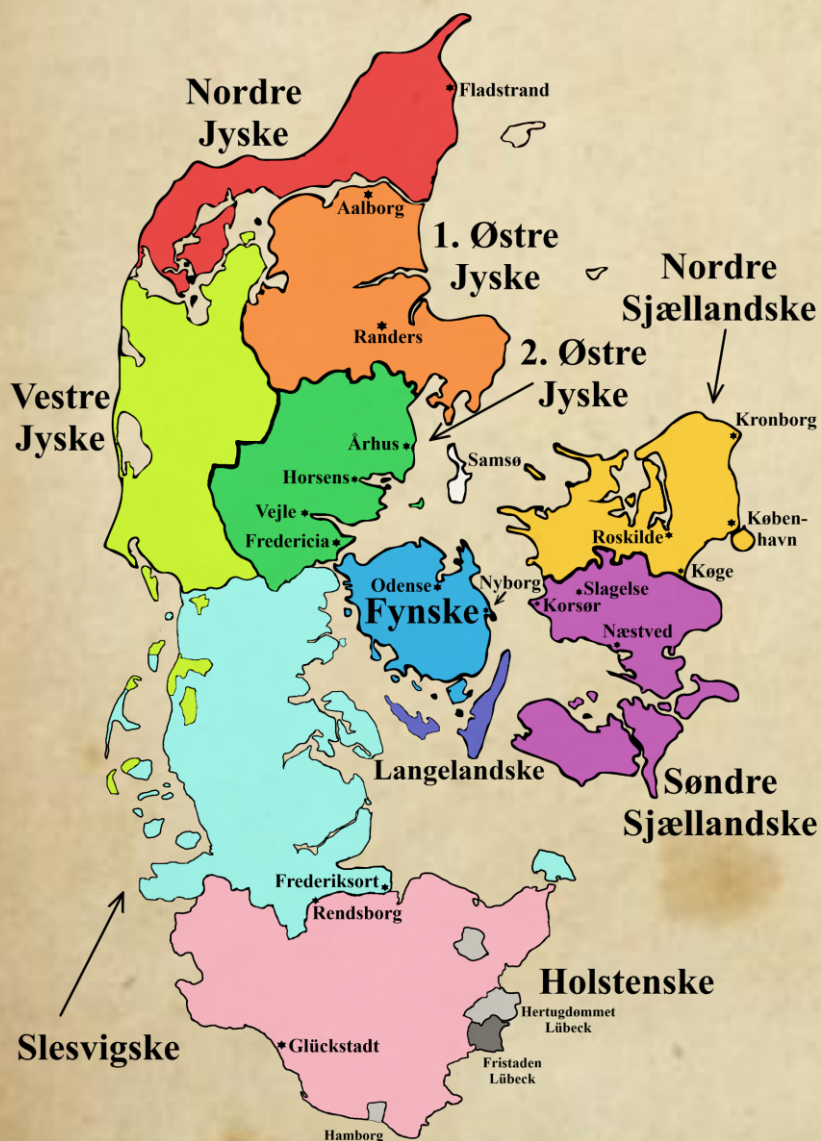 Nordre
Jyske
Fladstrand
Aalborg
1. Østre
Jyske
Nordre
Sjællandske
Randers
2. Østre
Jyske
Vestre
Jyske
Kronborg
Århus
Samsø
Horsens
Vejle
Køben-
havn
Roskilde
Fredericia
Køge
Odense
Nyborg
Slagelse
Fynske
Korsør
Næstved
Langelandske
Søndre
Sjællandske
Frederiksort
Rendsborg
Holstenske
Hertugdømmet
Lübeck
Slesvigske
Glückstadt
Fristaden
Lübeck
Hamborg